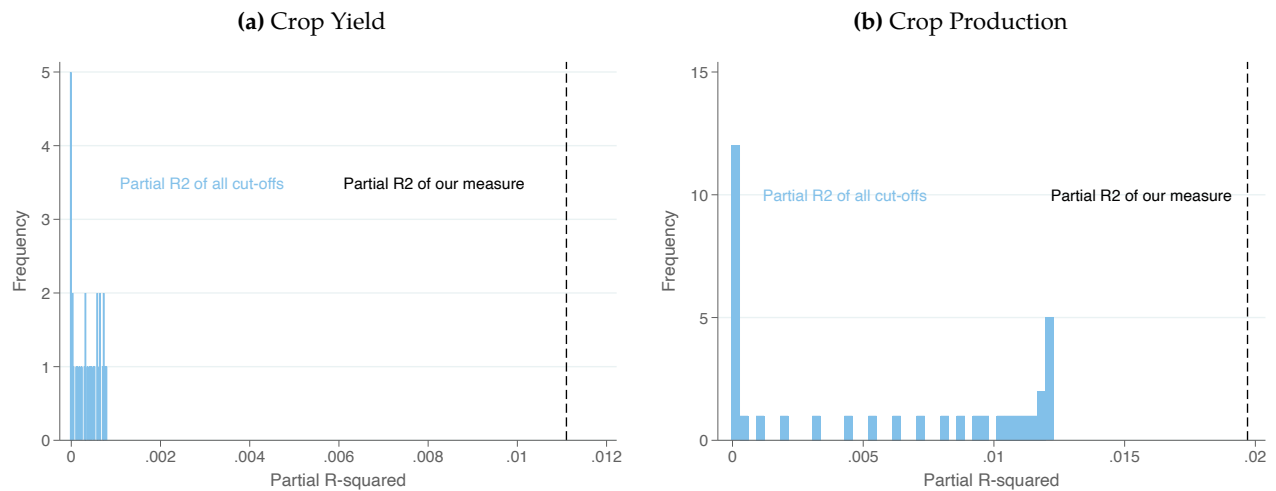 (a) Crop Yield
5
4
3
2
1
0
Frequency
Partial R2 of all cut-offs
Partial R2 of our measure
0 .002 .004 .006 .008 .01 .012
Partial R-squared
(b) Crop Production
15
10
5
0
Frequency
Partial R2 of all cut-offs
Partial R2 of our measure
0 .005 .01 .015 .02
Partial R-squared